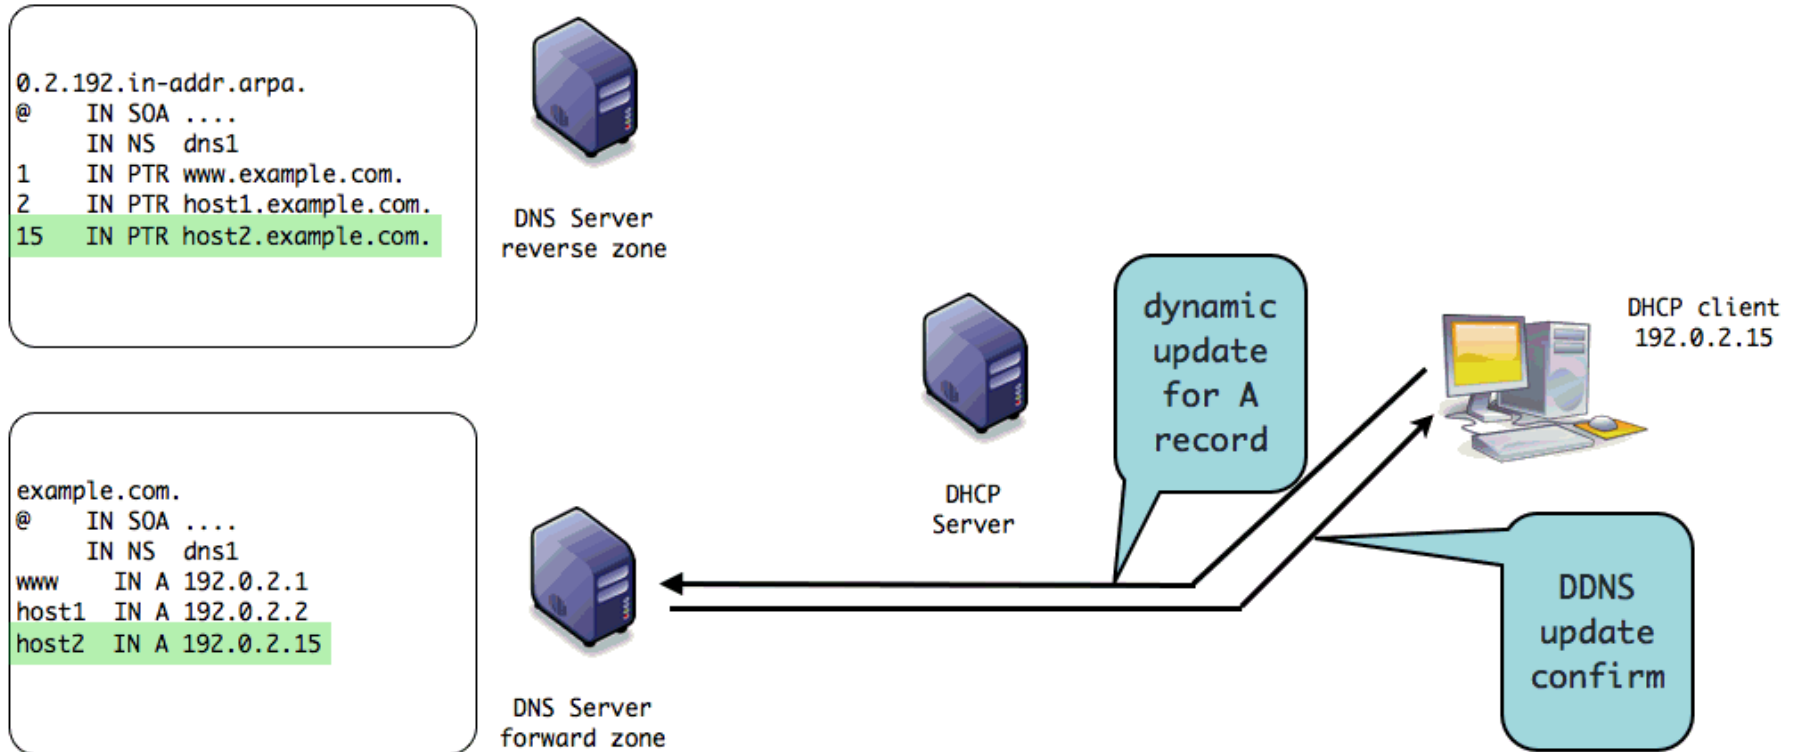 0.2.192.in-addr.arpa.
@    IN SOA ....
     IN NS  dns1
1    IN PTR www.example.com.
2    IN PTR host1.example.com.
15   IN PTR host2.example.com.
DNS Server
reverse zone
example.com.
@    IN SOA ....
     IN NS  dns1
www    IN A 192.0.2.1
host1  IN A 192.0.2.2
host2  IN A 192.0.2.15
DNS Server
forward zone
DHCP
Server
dynamic
update
for A
record
DHCP client
192.0.2.15
DDNS
update
confirm